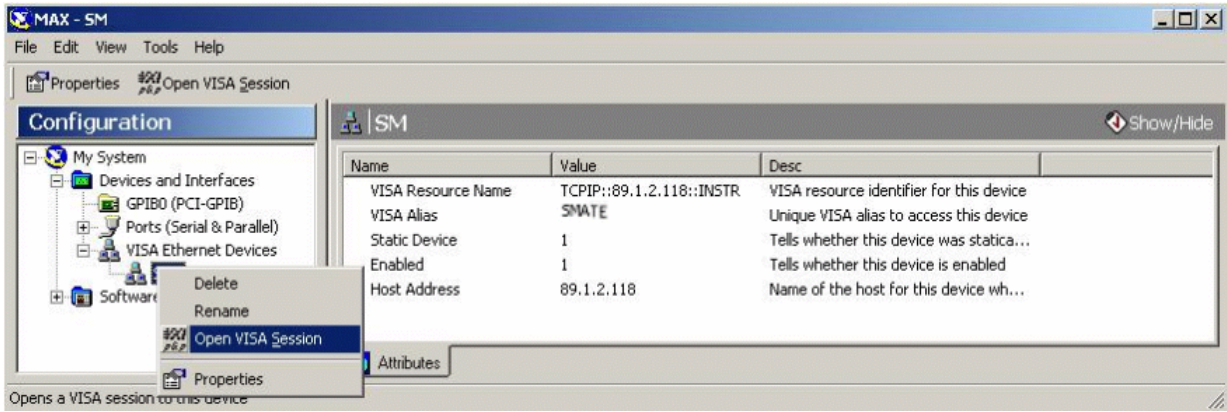 MAX - SM
File Edit View Tools Help
Properties Open VISA Session
Configuration
SM
Show/Hide
My System
Devices and Interfaces
GPIB0 (PCI-GPIB)
Ports (Serial & Parallel)
VISA Ethernet Devices
Software
Delete
Rename
Open VISA Session
Properties
Name Value Desc
VISA Resource Name TCPIP::89.1.2.118::INSTR VISA resource identifier for this device
VISA Alias SMATE Unique VISA alias to access this device
Static Device 1 Tells whether this device was statica...
Enabled 1 Tells whether this device is enabled
Host Address 89.1.2.118 Name of the host for this device wh...
Attributes
Opens a VISA session to this device